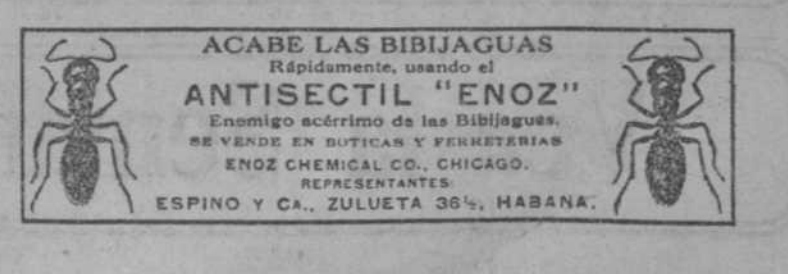 ACABE LAS BIBIJAGUAS
Rápidamente, usando el
ANTISECTIL "ENOZ"
Enemigo acérrimo de las Bibijaguas.
SE VENDE EN BOTICAS Y FERRETERIAS
ENOZ CHEMICAL CO., CHICAGO.
REPRESENTANTES:
ESPINO Y CA., ZULUETA 36½, HABANA.